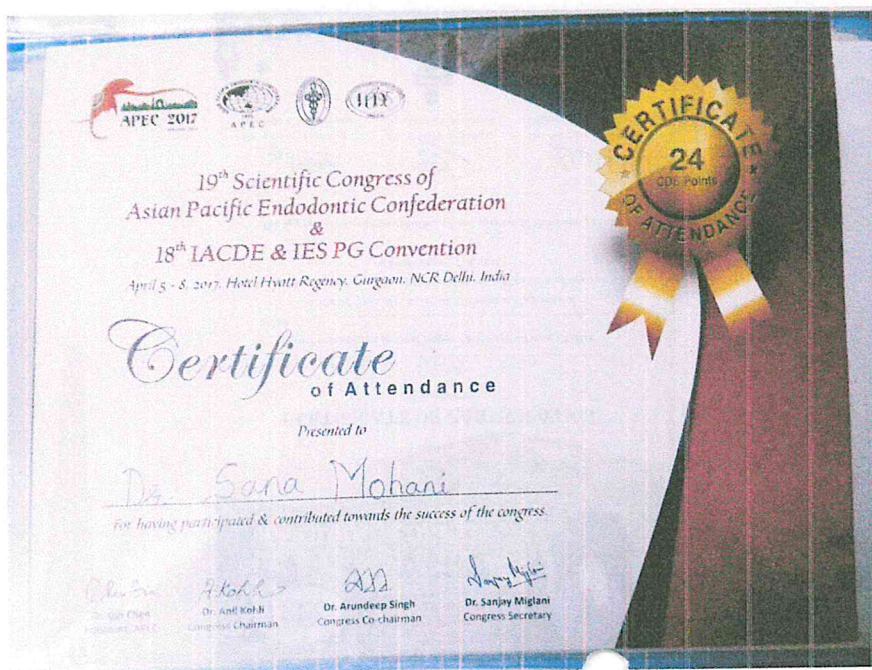 APEC 2017
APEC
19th Scientific Congress of
Asian Pacific Endodontic Confederation
&
18th IACDE & IES PG Convention
April 5 - 8, 2017, Hotel Hyatt Regency, Gurgaon, NCR Delhi, India
CERTIFICATE
24
CDE Points
OF ATTENDANCE
Certificate
of Attendance
Presented to
Dr. Sana Mohani
For having participated & contributed towards the success of the congress.
Dr. Anil Kohli
Congress Chairman
Dr. Arundeep Singh
Congress Co-chairman
Dr. Sanjay Miglani
Congress Secretary